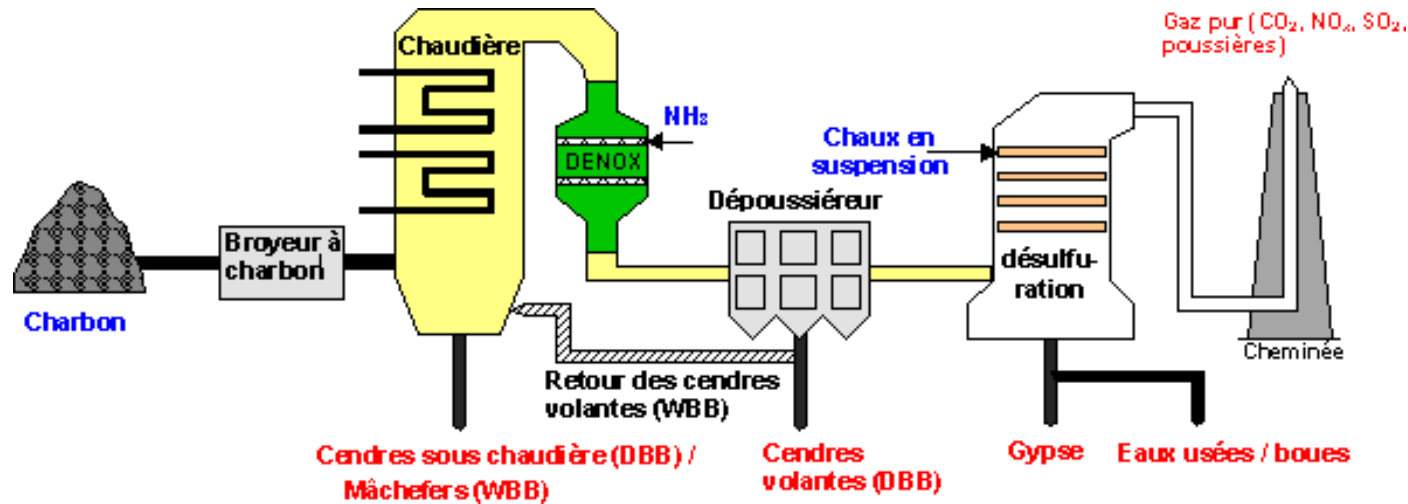 Gaz pur (CO₂, NOₓ, SO₂,
poussières)
Chaudière
NH₃
DENOX
Chaux en
suspension
Dépoussiéreur
Broyeur à
charbon
désulfu-
ration
Charbon
Cheminée
Retour des cendres
volantes (WBB)
Cendres sous chaudière (DBB) /
Mâchefers (WBB)
Cendres
volantes (DBB)
Gypse
Eaux usées / boues